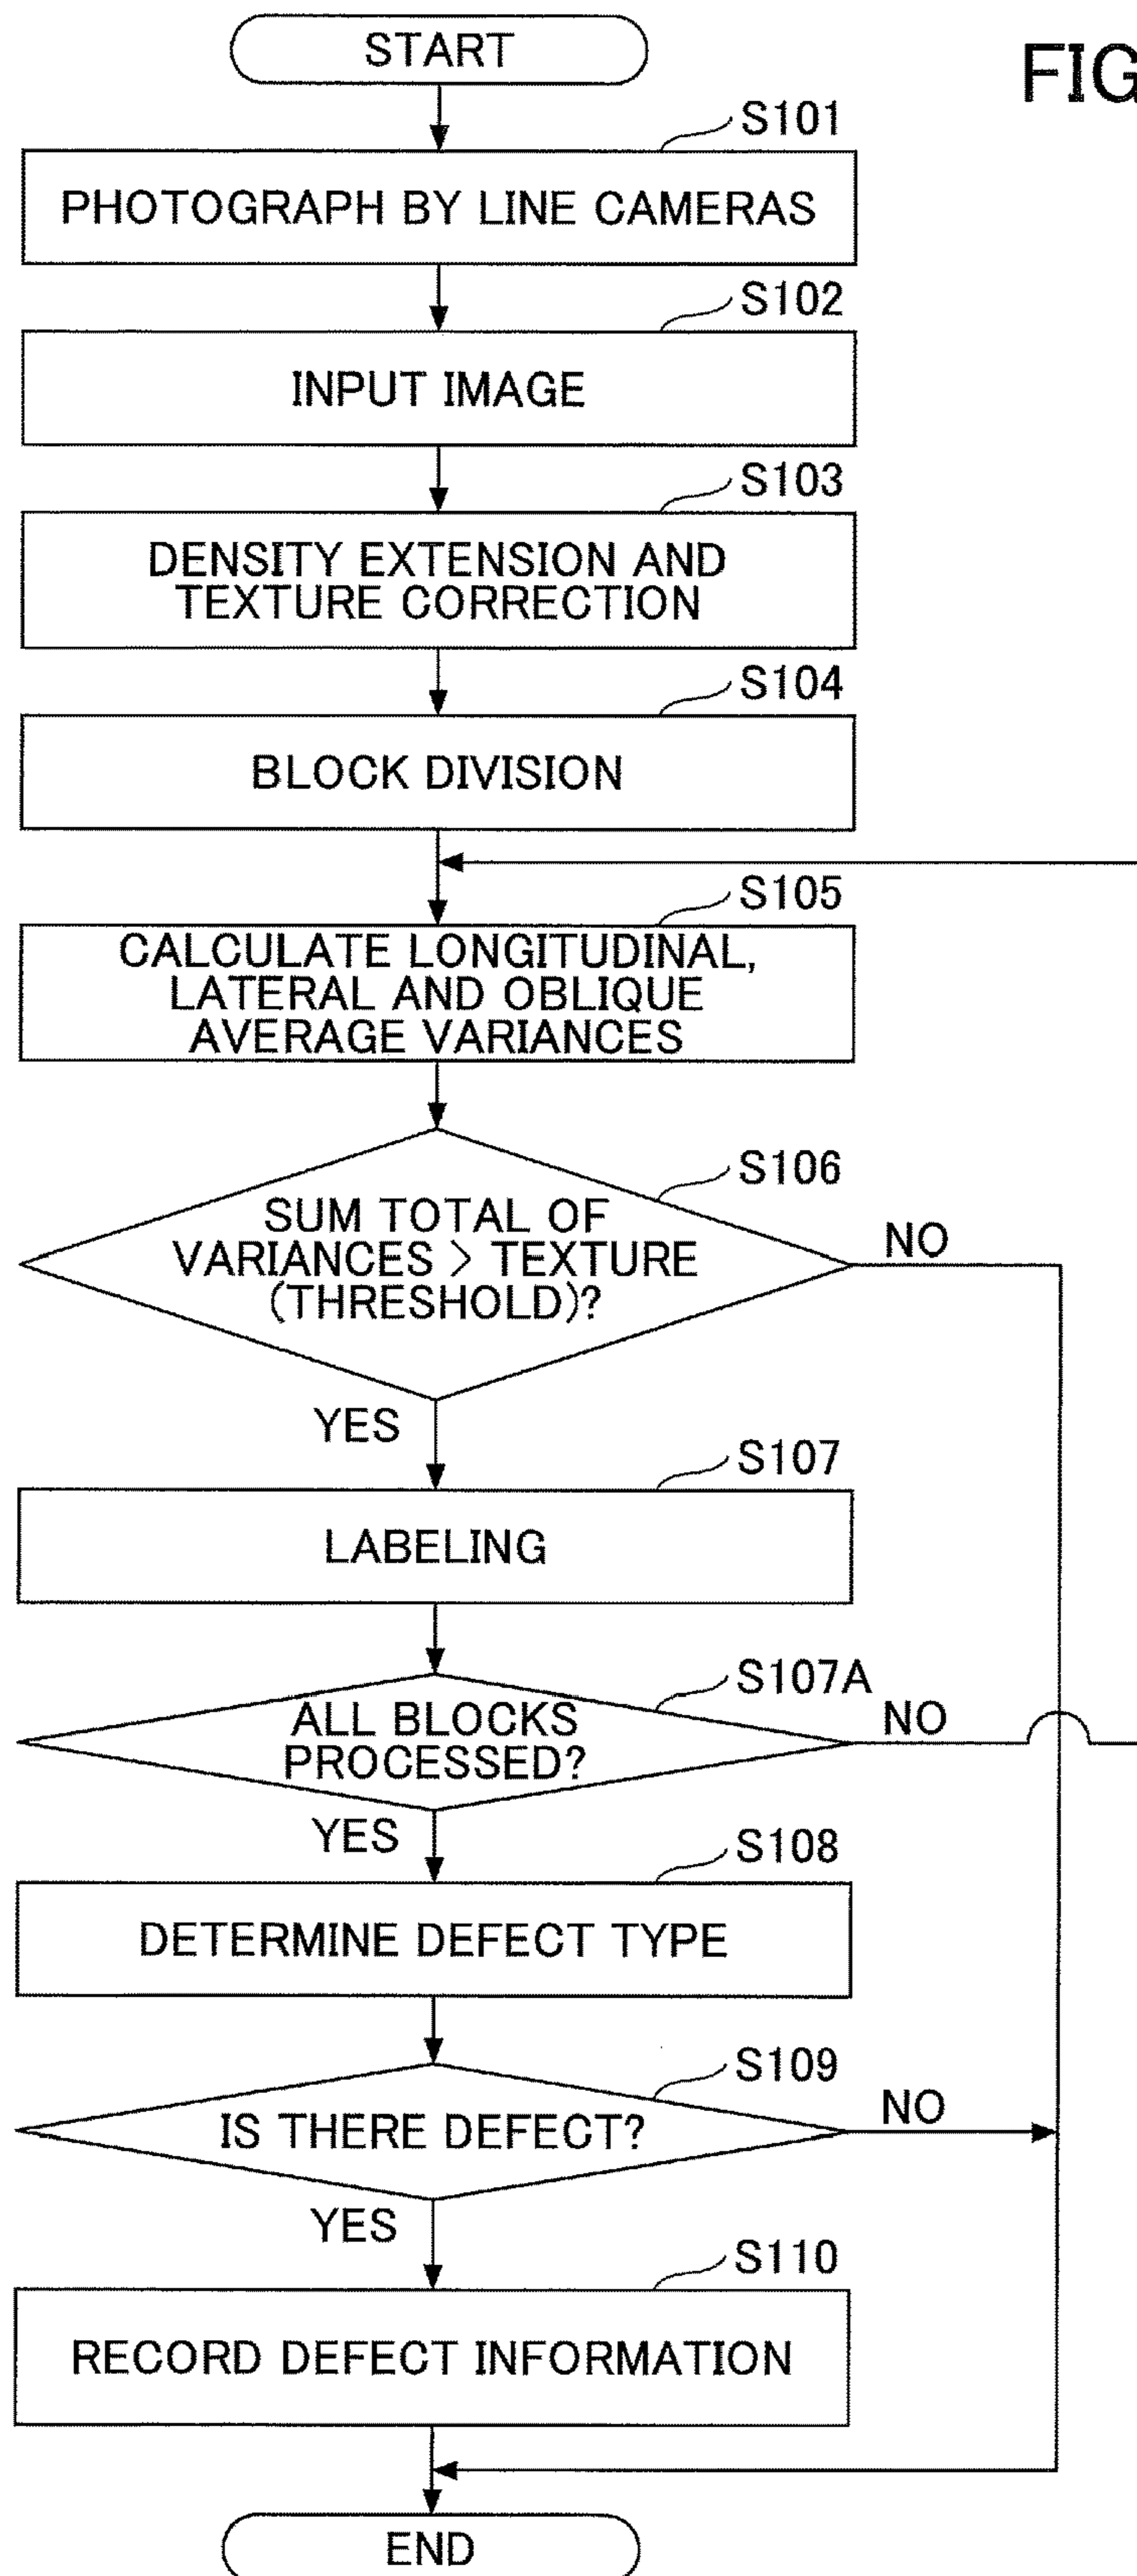 START
FIG
S101
PHOTOGRAPH BY LINE CAMERAS
S102
INPUT IMAGE
S103
DENSITY EXTENSION AND
TEXTURE CORRECTION
S104
BLOCK DIVISION
S105
CALCULATE LONGITUDINAL,
LATERAL AND OBLIQUE
AVERAGE VARIANCES
S106
SUM TOTAL OF
VARIANCES > TEXTURE
(THRESHOLD)?
NO
YES
S107
LABELING
S107A
ALL BLOCKS
PROCESSED?
NO
YES
S108
DETERMINE DEFECT TYPE
S109
IS THERE DEFECT?
NO
YES
S110
RECORD DEFECT INFORMATION
END